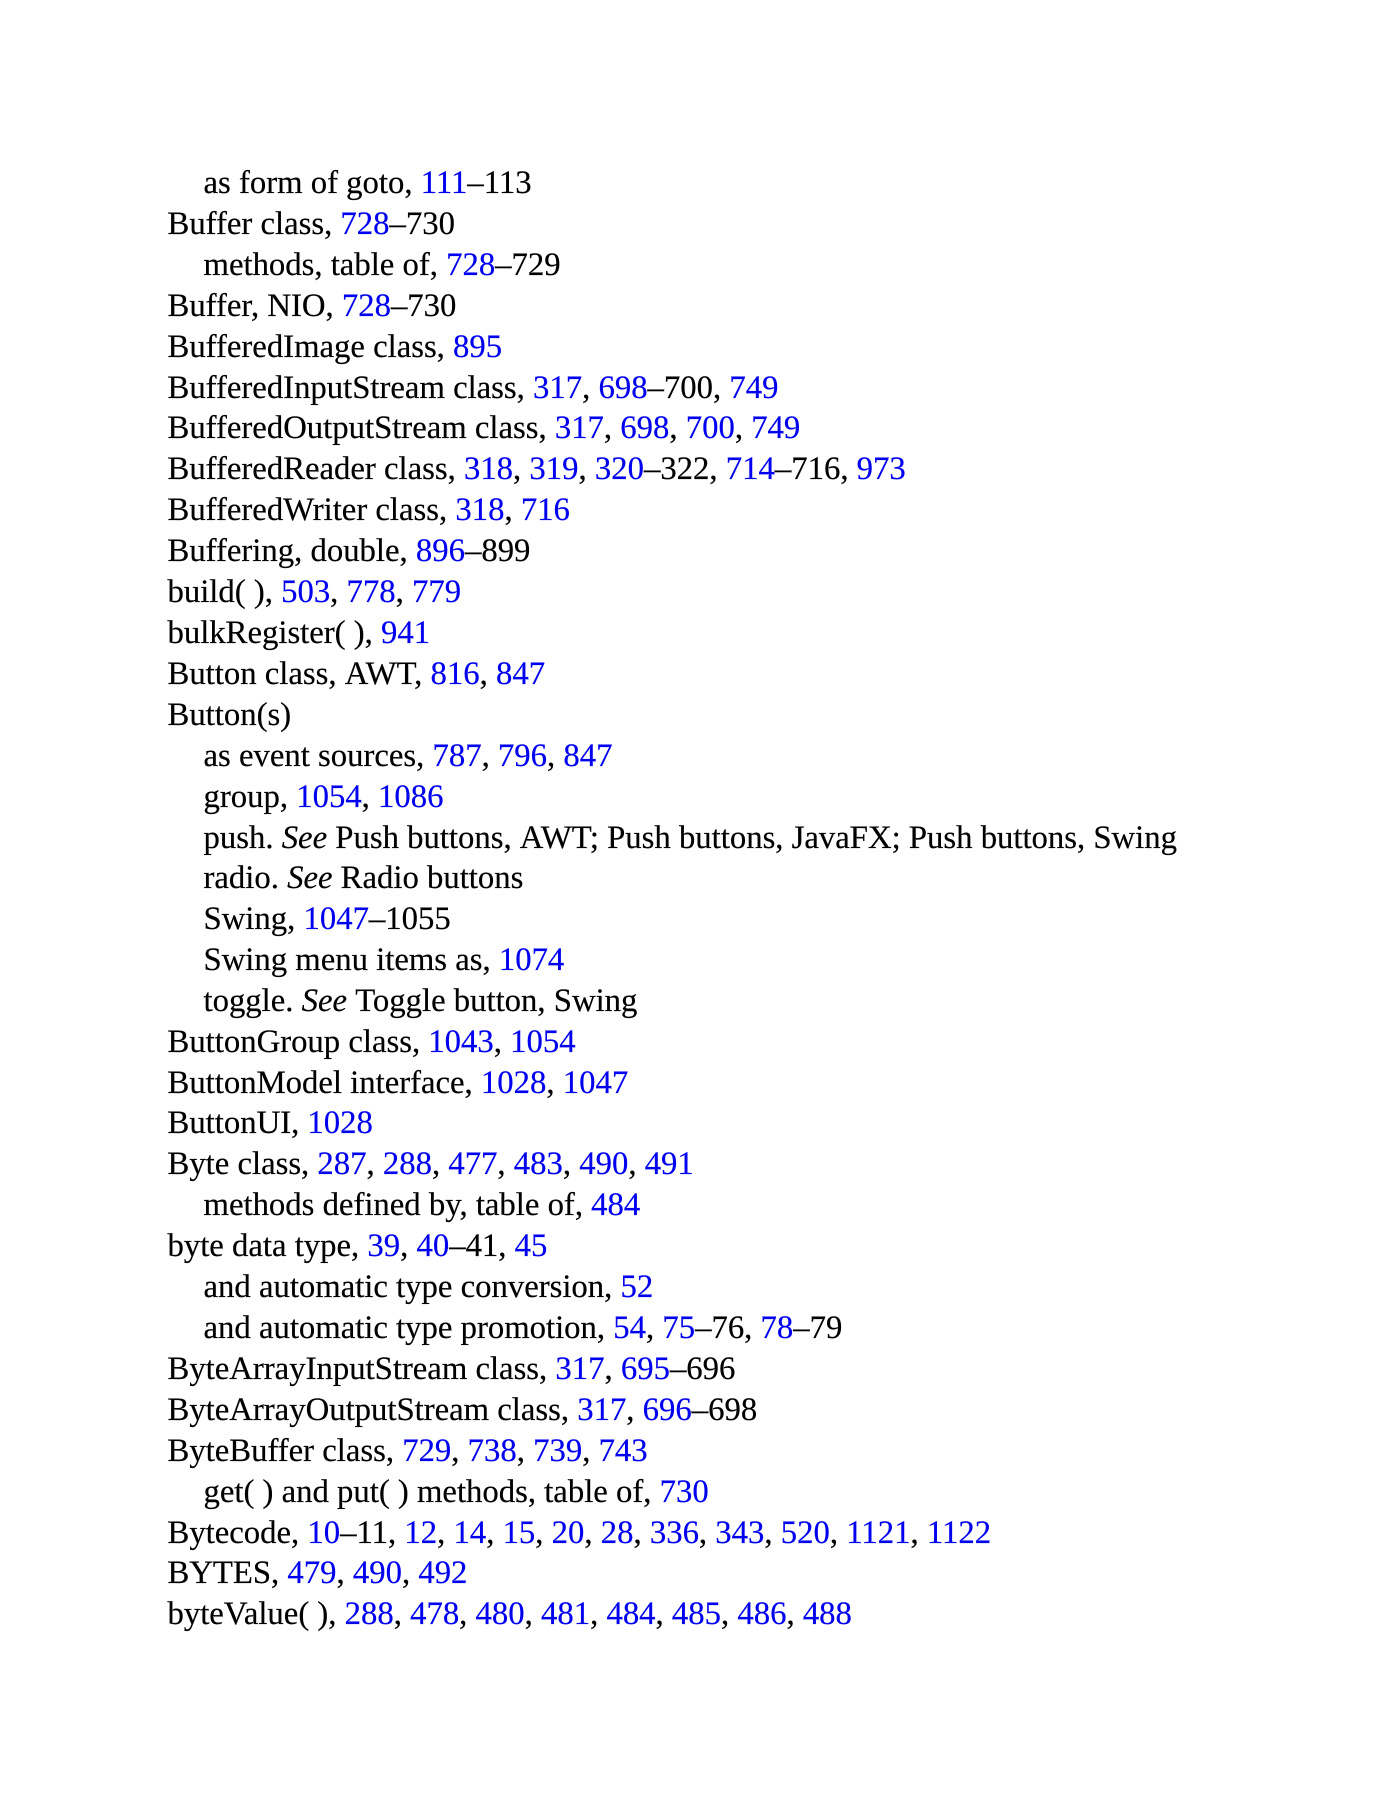 as form of goto, 111–113
Buffer class, 728–730
methods, table of, 728–729
Buffer, NIO, 728–730
BufferedImage class, 895
BufferedInputStream class, 317, 698–700, 749
BufferedOutputStream class, 317, 698, 700, 749
BufferedReader class, 318, 319, 320–322, 714–716, 973
BufferedWriter class, 318, 716
Buffering, double, 896–899
build( ), 503, 778, 779
bulkRegister( ), 941
Button class, AWT, 816, 847
Button(s)
as event sources, 787, 796, 847
group, 1054, 1086
push. See Push buttons, AWT; Push buttons, JavaFX; Push buttons, Swing
radio. See Radio buttons
Swing, 1047–1055
Swing menu items as, 1074
toggle. See Toggle button, Swing
ButtonGroup class, 1043, 1054
ButtonModel interface, 1028, 1047
ButtonUI, 1028
Byte class, 287, 288, 477, 483, 490, 491
methods defined by, table of, 484
byte data type, 39, 40–41, 45
and automatic type conversion, 52
and automatic type promotion, 54, 75–76, 78–79
ByteArrayInputStream class, 317, 695–696
ByteArrayOutputStream class, 317, 696–698
ByteBuffer class, 729, 738, 739, 743
get( ) and put( ) methods, table of, 730
Bytecode, 10–11, 12, 14, 15, 20, 28, 336, 343, 520, 1121, 1122
BYTES, 479, 490, 492
byteValue( ), 288, 478, 480, 481, 484, 485, 486, 488